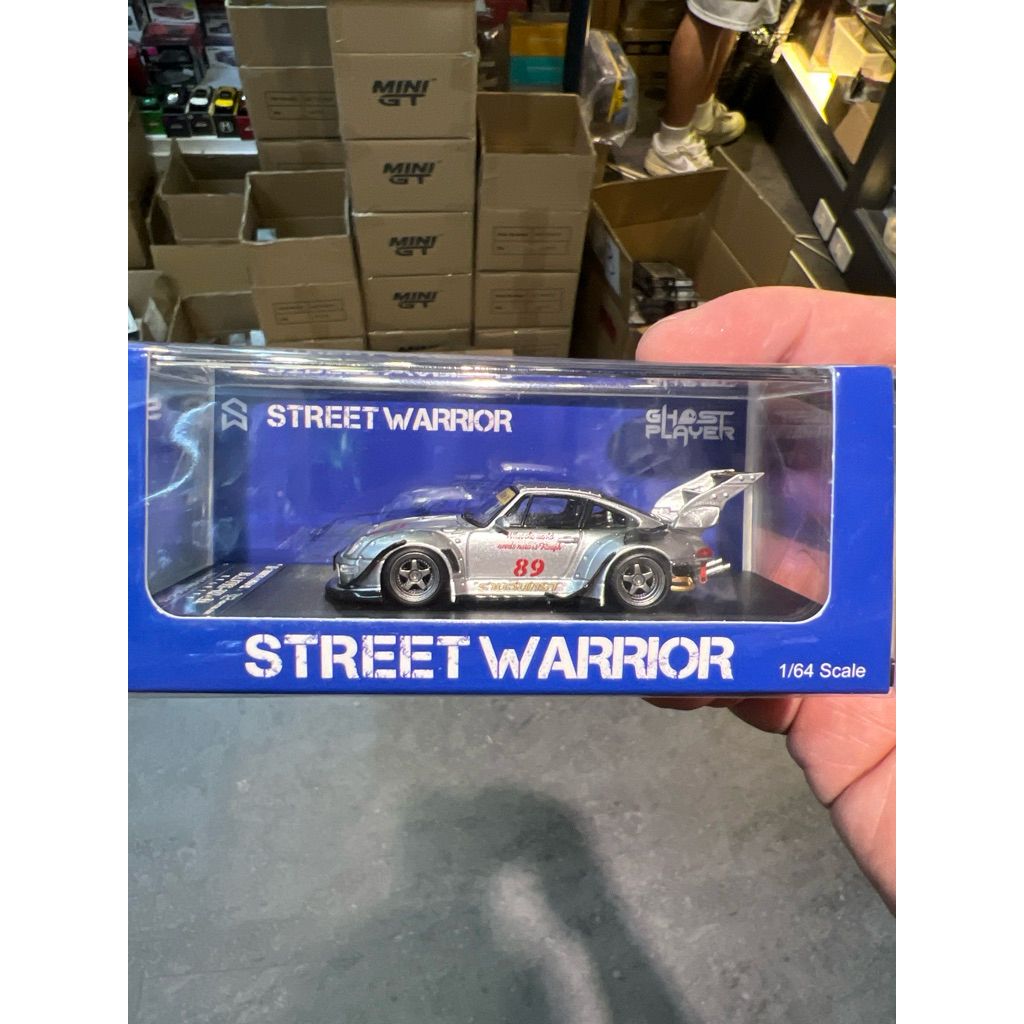 MINI
GT
MINI
GT
MINI
GT
MINI
GT
STREET WARRIOR
GHOST
PLAYER
89
STREET WARRIOR
1/64 Scale